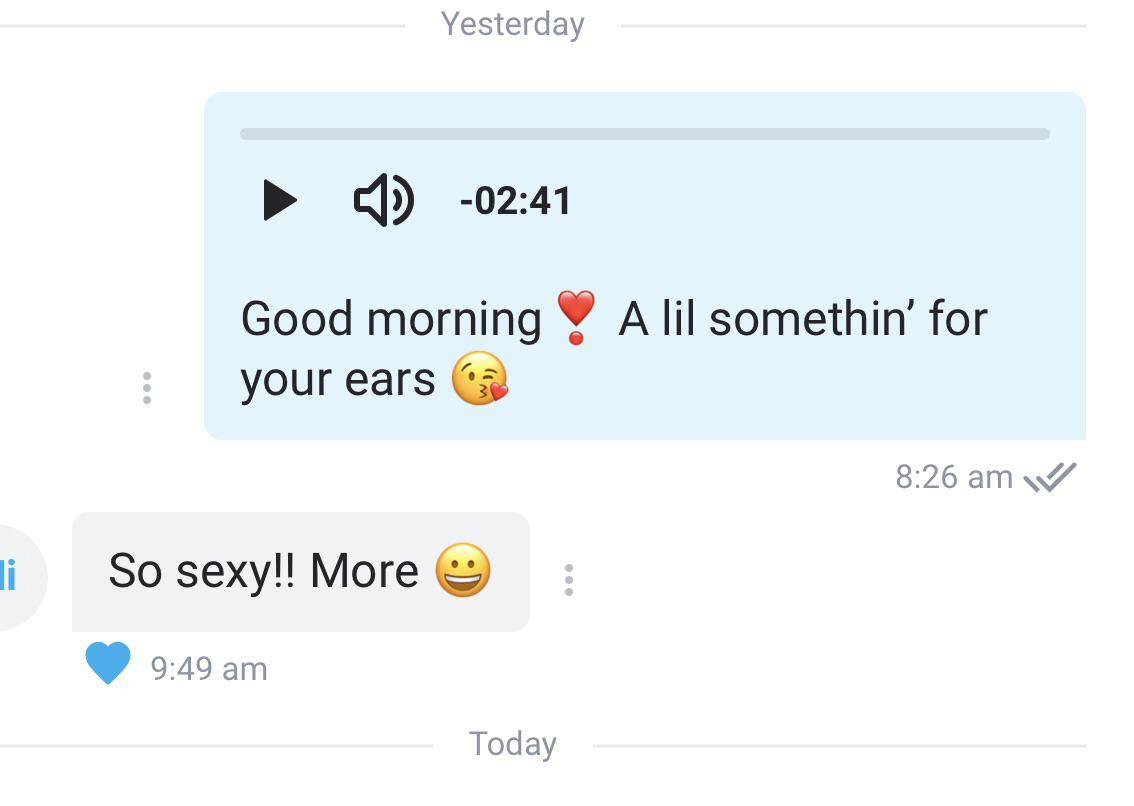 Yesterday
-02:41
Good morning❣️ A lil somethin’ for
your ears 😘
8:26 am
So sexy!! More 😀
9:49 am
Today